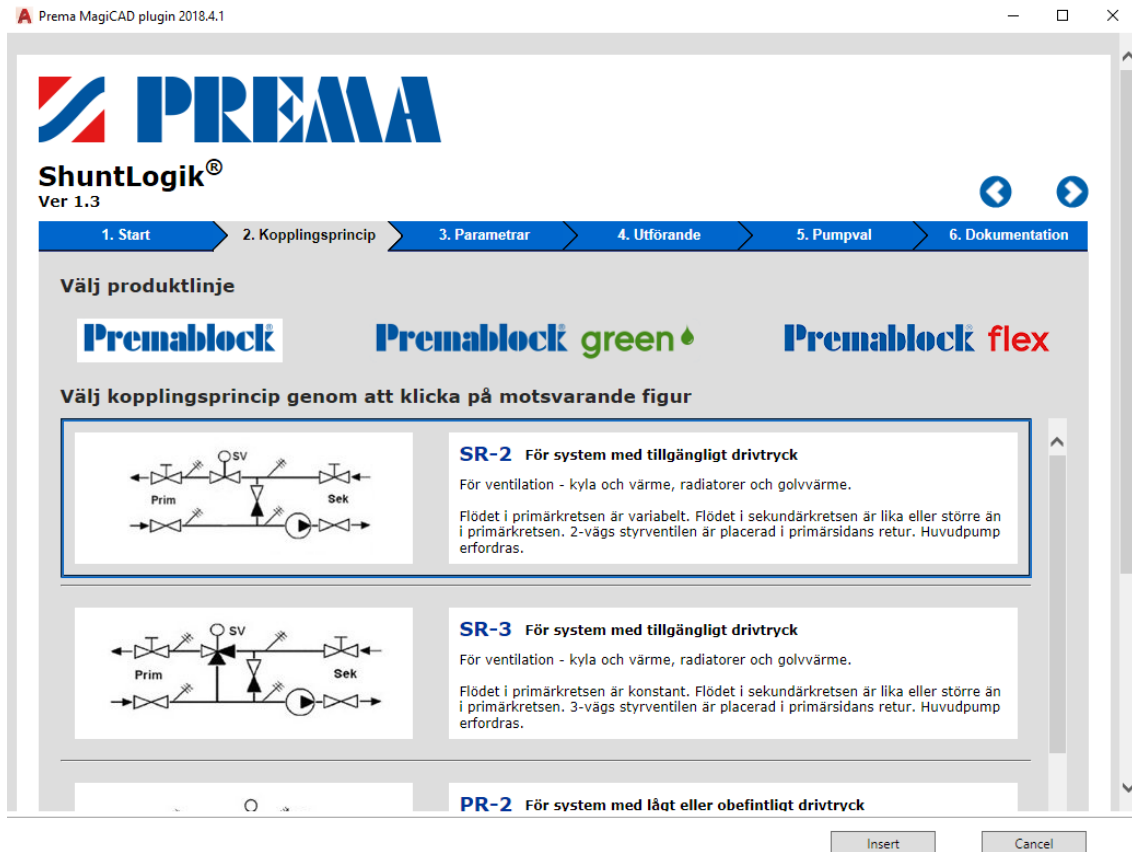 Prema MagiCAD plugin 2018.4.1
PREMA
ShuntLogik®
Ver 1.3
1. Start 2. Kopplingsprincip 3. Parametrar 4. Utförande 5. Pumpval 6. Dokumentation
Välj produktlinje
Premablock® Premablock® green Premablock® flex
Välj kopplingsprincip genom att klicka på motsvarande figur
SV
Prim Sek
SR-2 För system med tillgängligt drivtryck
För ventilation - kyla och värme, radiatorer och golvvärme.
Flödet i primärkretsen är variabelt. Flödet i sekundärkretsen är lika eller större än
i primärkretsen. 2-vägs styrventilen är placerad i primärsidans retur. Huvudpump
erfordras.
SV
Prim Sek
SR-3 För system med tillgängligt drivtryck
För ventilation - kyla och värme, radiatorer och golvvärme.
Flödet i primärkretsen är konstant. Flödet i sekundärkretsen är lika eller större än
i primärkretsen. 3-vägs styrventilen är placerad i primärsidans retur. Huvudpump
erfordras.
PR-2 För system med lågt eller obefintligt drivtryck
Insert Cancel